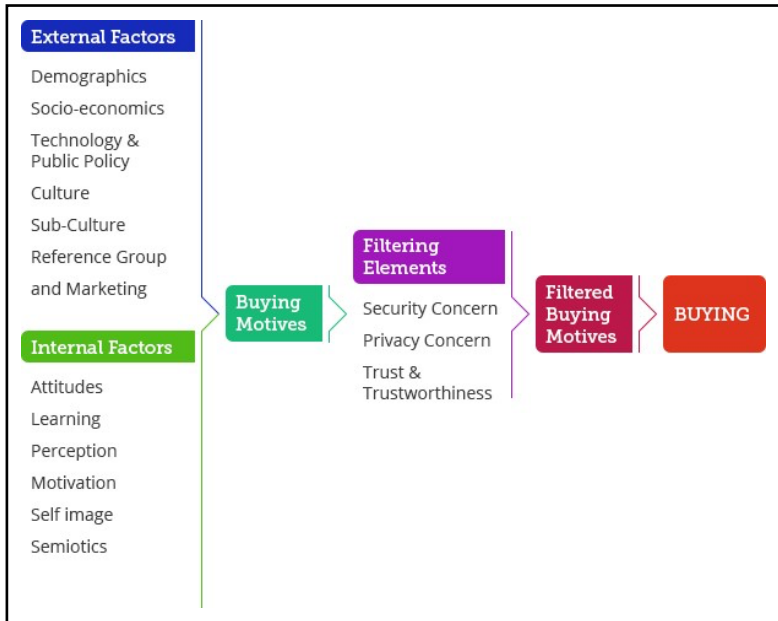 External Factors
Demographics
Socio-economics
Technology &
Public Policy
Culture
Sub-Culture
Reference Group
and Marketing
Internal Factors
Attitudes
Learning
Perception
Motivation
Self image
Semiotics
Buying
Motives
Filtering
Elements
Security Concern
Privacy Concern
Trust &
Trustworthiness
Filtered
Buying
Motives
BUYING